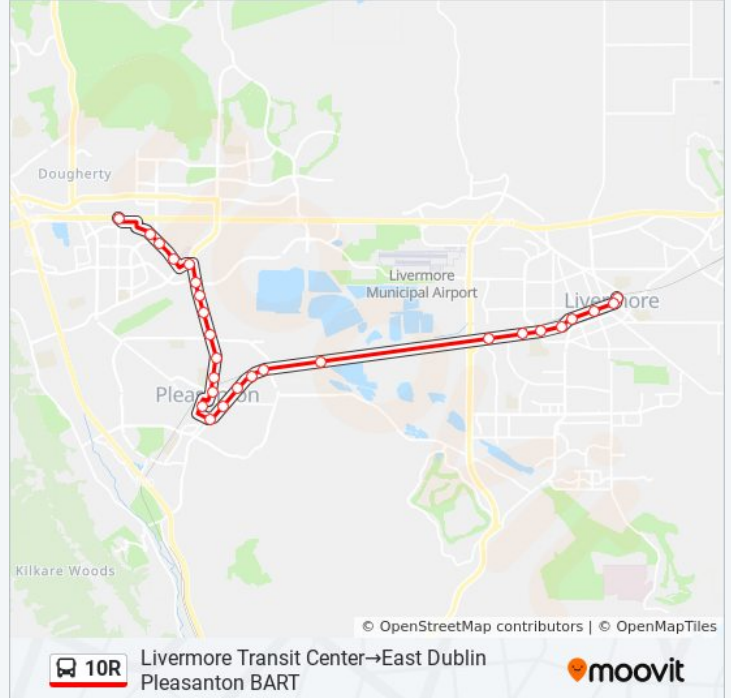 Dougherty
Livermore
Municipal Airport
Livermore
Pleasanton
Kilkare Woods
© OpenStreetMap contributors | © OpenMapTiles
10R
Livermore Transit Center→East Dublin
Pleasanton BART
moovit